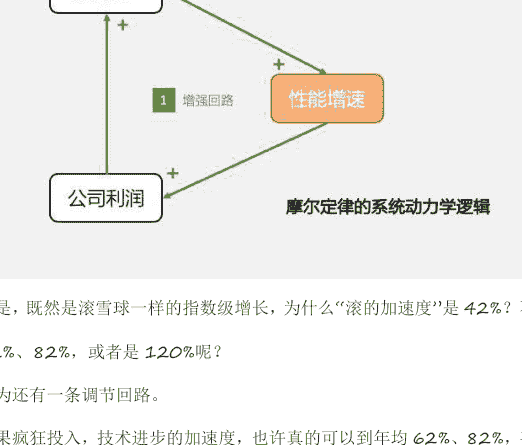 +
+
性能增速
1 增强回路
+
公司利润
摩尔定律的系统动力学逻辑
是,既然是滚雪球一样的指数级增长,为什么“滚的加速度”是 42%?
%、82%,或者是 120%呢?
为还有一条调节回路。
果疯狂投入,技术进步的加速度,也许真的可以到年均 62%、82%,